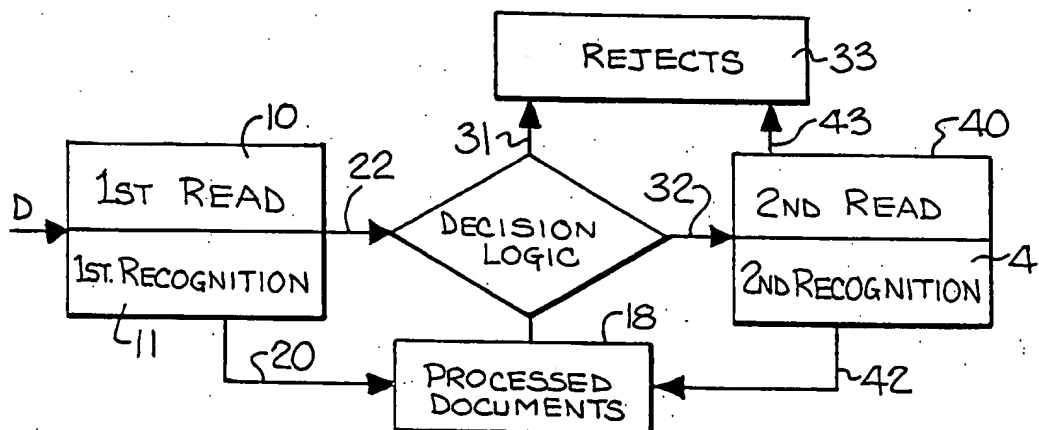 REJECTS
33
10
31
43
40
22
D
1ST READ
32
2ND READ
DECISION
LOGIC
1ST. RECOGNITION
2ND RECOGNITION
4
11
18
20
PROCESSED
DOCUMENTS
42